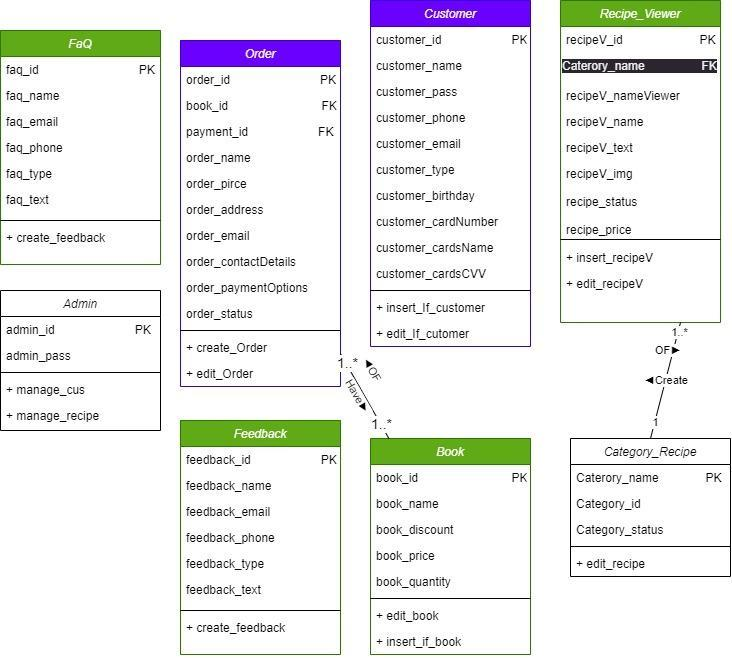 FaQ
faq_id PK
faq_name
faq_email
faq_phone
faq_type
faq_text
+ create_feedback
Admin
admin_id PK
admin_pass
+ manage_cus
+ manage_recipe
Order
order_id PK
book_id FK
payment_id FK
order_name
order_pirce
order_address
order_email
order_contactDetails
order_paymentOptions
order_status
+ create_Order
+ edit_Order
Feedback
feedback_id PK
feedback_name
feedback_email
feedback_phone
feedback_type
feedback_text
+ create_feedback
Customer
customer_id PK
customer_name
customer_pass
customer_phone
customer_email
customer_type
customer_birthday
customer_cardNumber
customer_cardsName
customer_cardsCVV
+ insert_If_customer
+ edit_If_cutomer
1..*
OF
Have
1..*
Book
book_id PK
book_name
book_discount
book_price
book_quantity
+ edit_book
+ insert_if_book
Recipe_Viewer
recipeV_id PK
Caterory_name FK
recipeV_nameViewer
recipeV_name
recipeV_text
recipeV_img
recipe_status
recipe_price
+ insert_recipeV
+ edit_recipeV
1..*
OF
Create
1
Category_Recipe
Caterory_name PK
Category_id
Category_status
+ edit_recipe